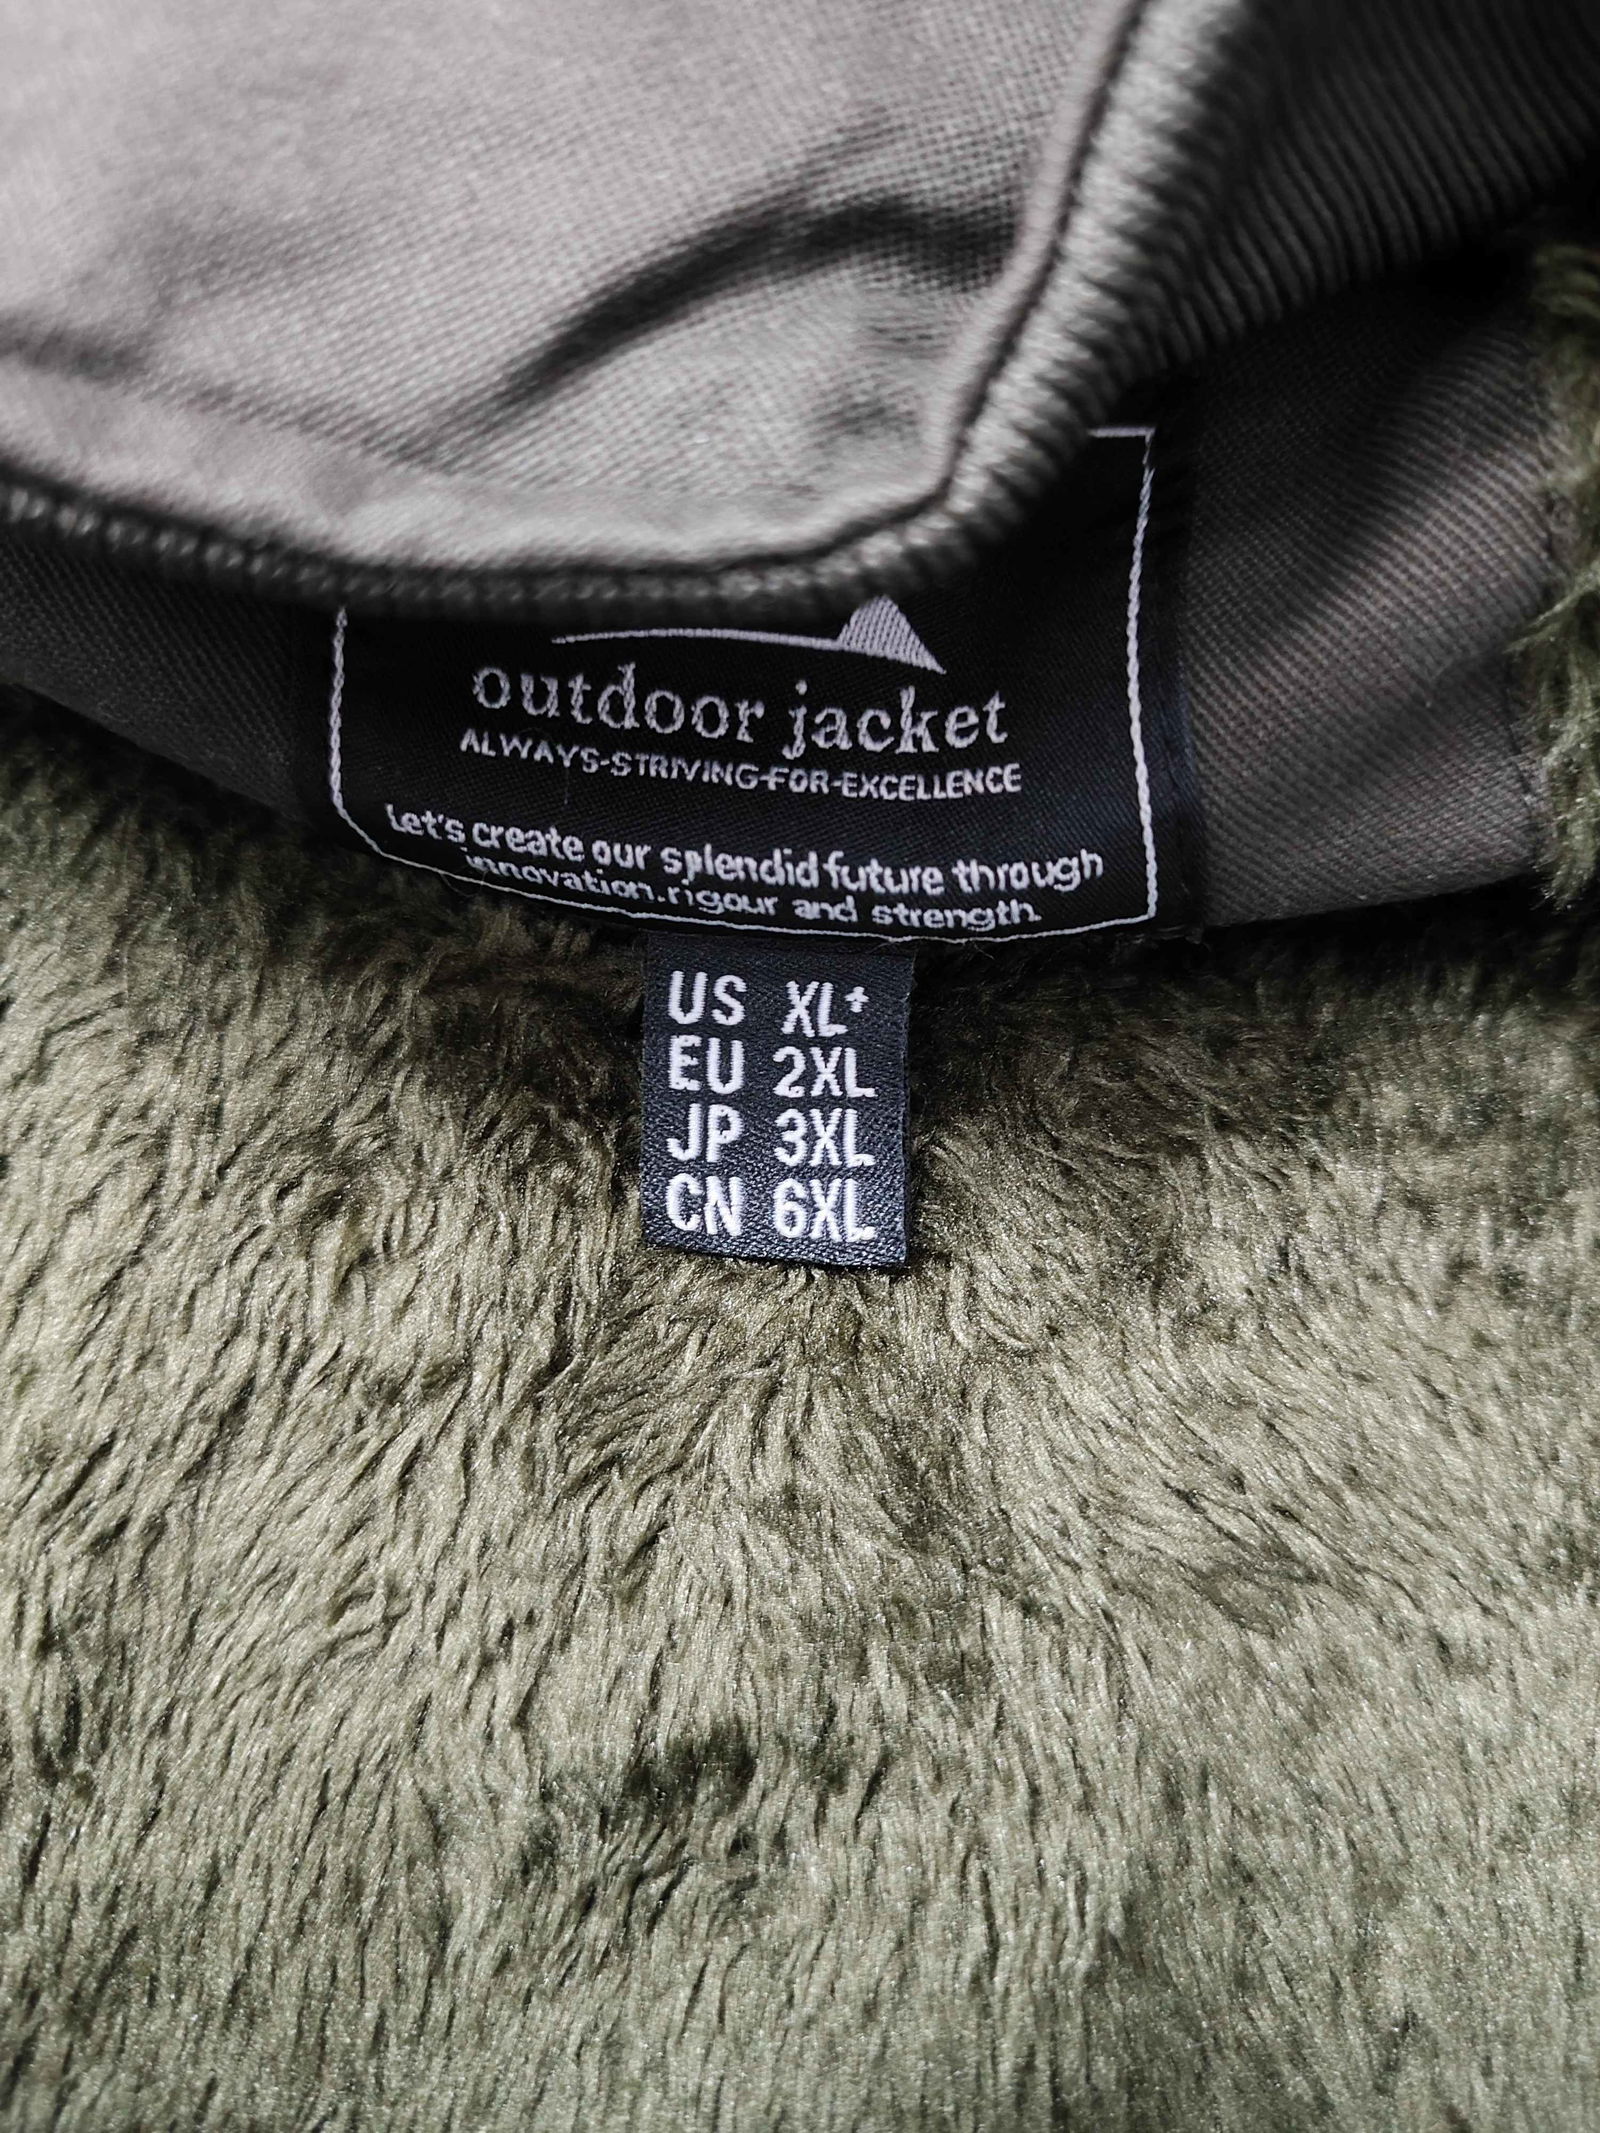 outdoor jacket
ALWAYS-STRIVING-FOR-EXCELLENCE
Let's create our splendid future through
innovation.rigour and strength.
US XL+
EU 2XL
JP 3XL
CN 6XL